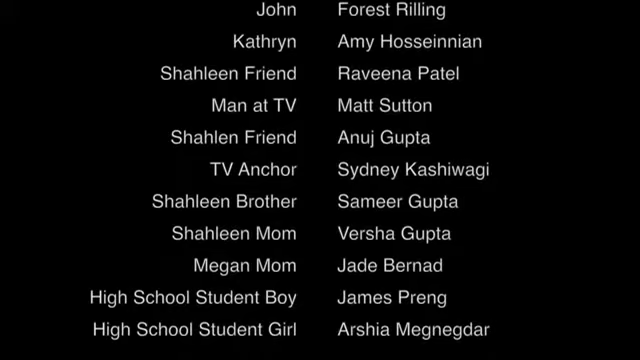 John Forest Rilling
Kathryn Amy Hosseinnian
Shahleen Friend Raveena Patel
Man at TV Matt Sutton
Shahlen Friend Anuj Gupta
TV Anchor Sydney Kashiwagi
Shahleen Brother Sameer Gupta
Shahleen Mom Versha Gupta
Megan Mom Jade Bernad
High School Student Boy James Preng
High School Student Girl Arshia Megnegdar